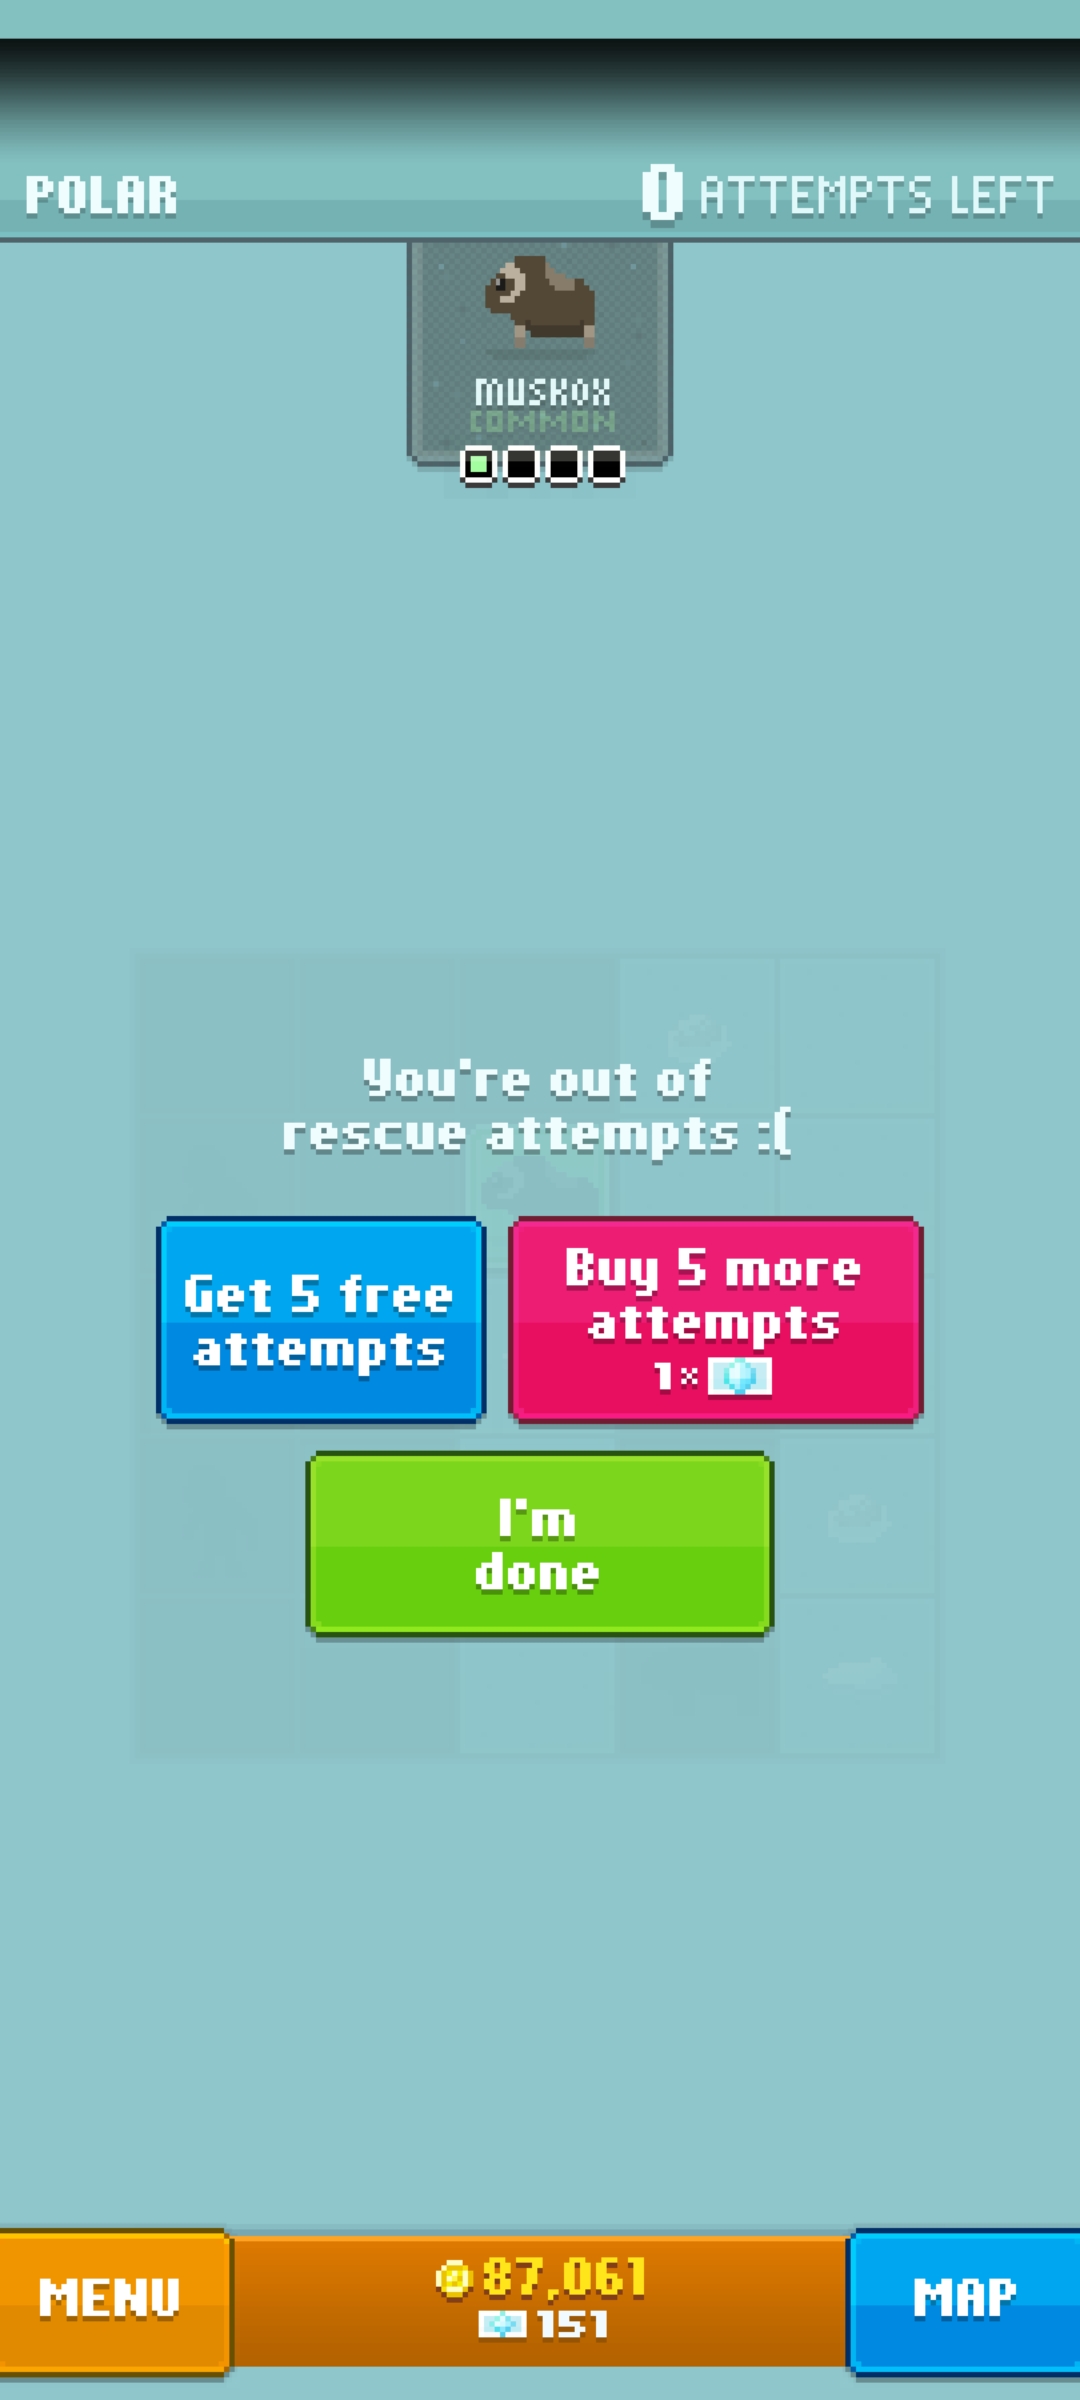 POLAR
0 ATTEMPTS LEFT
MUSKOX
COMMON
You're out of
rescue attempts :(
Get 5 free
attempts
Buy 5 more
attempts
1×
I'm
done
MENU
87,061
151
MAP